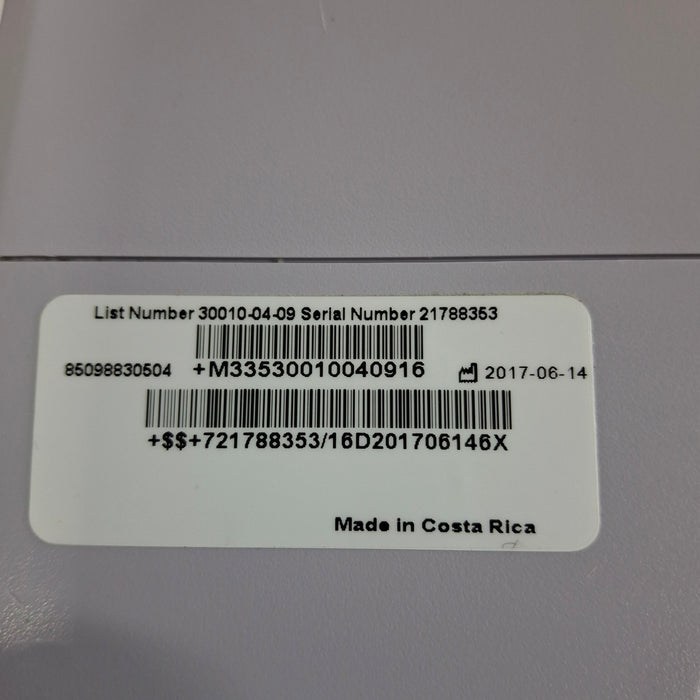 List Number 30010-04-09 Serial Number 21788353
85098830504 +M33530010040916 2017-06-14
+$$+721788353/16D201706146X
Made in Costa Rica